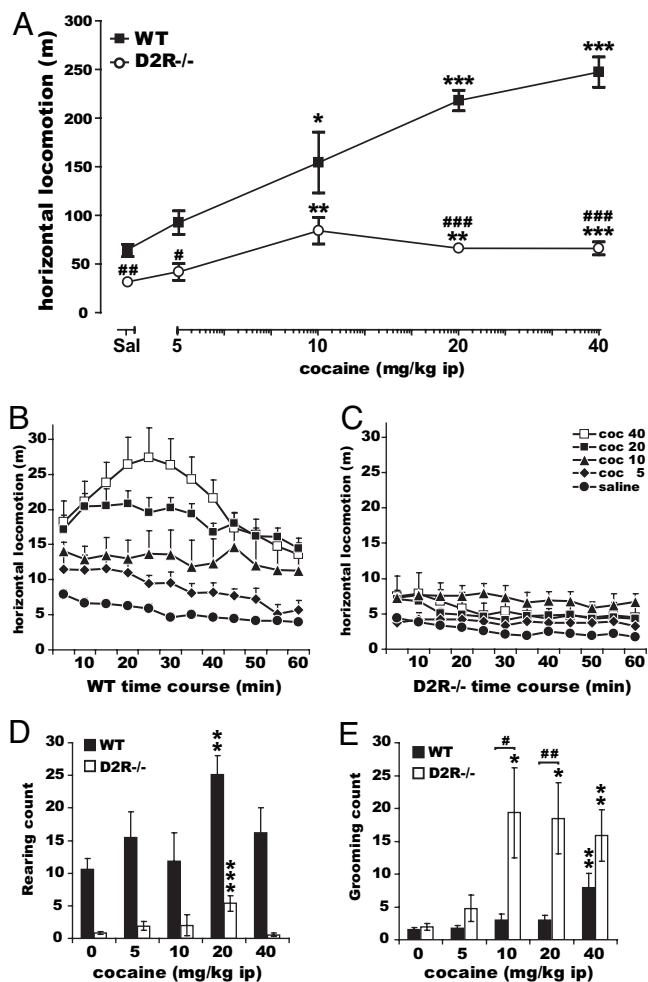 A
WT
D2R-/-
horizontal locomotion (m)
300
250
200
150
100
50
0
***
***
*
**
###
**
###
***
##
#
Sal
5
10
20
40
cocaine (mg/kg ip)
B
horizontal locomotion (m)
30
25
20
15
10
5
0
10 20 30 40 50 60
WT time course (min)
C
horizontal locomotion (m)
30
25
20
15
10
5
0
coc 40
coc 20
coc 10
coc 5
saline
10 20 30 40 50 60
D2R-/- time course (min)
D
WT
D2R-/-
Rearing count
30
25
20
15
10
5
0
**
***
0 5 10 20 40
cocaine (mg/kg ip)
E
WT
D2R-/-
Grooming count
30
25
20
15
10
5
0
#
*
##
*
**
**
0 5 10 20 40
cocaine (mg/kg ip)